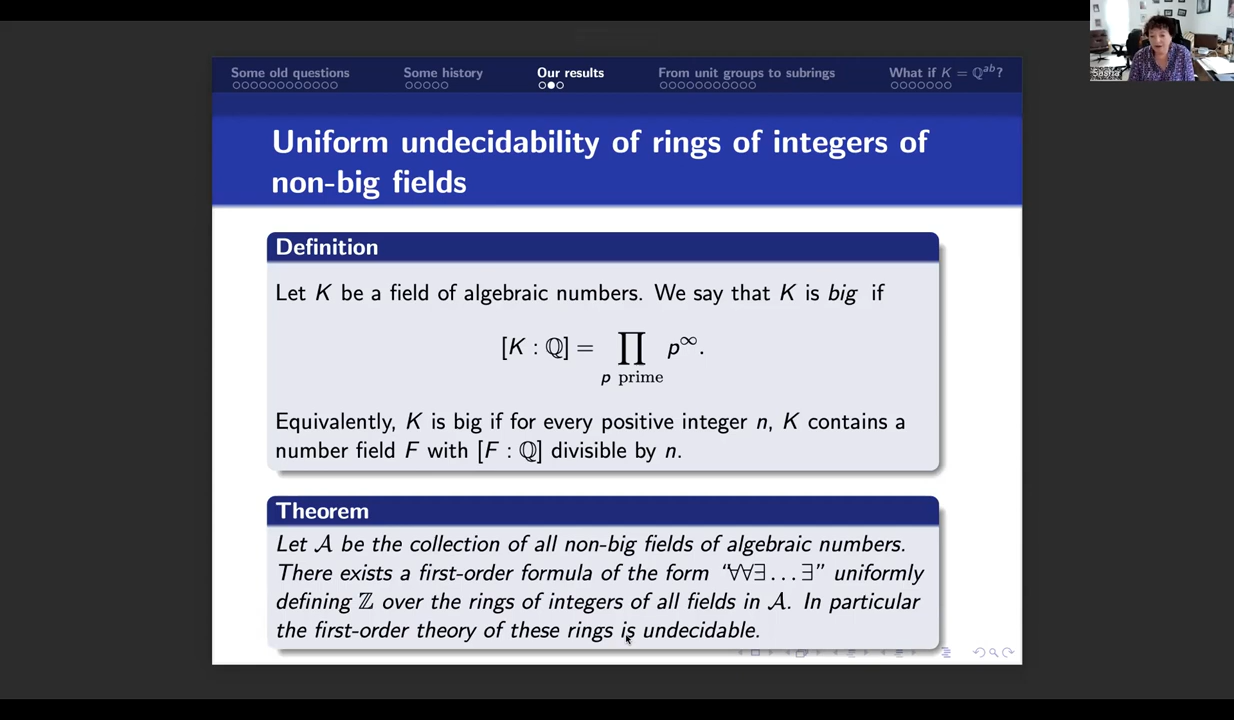 Some old questions Some history Our results From unit groups to subrings What if K = ℚ^{ab}?
Uniform undecidability of rings of integers of
non-big fields
Definition
Let K be a field of algebraic numbers. We say that K is big if
[K : ℚ] = ∏_{p prime} p^∞.
Equivalently, K is big if for every positive integer n, K contains a
number field F with [F : ℚ] divisible by n.
Theorem
Let 𝒜 be the collection of all non-big fields of algebraic numbers.
There exists a first-order formula of the form “∀∀∃ . . . ∃” uniformly
defining ℤ over the rings of integers of all fields in 𝒜. In particular
the first-order theory of these rings is undecidable.
Sasha